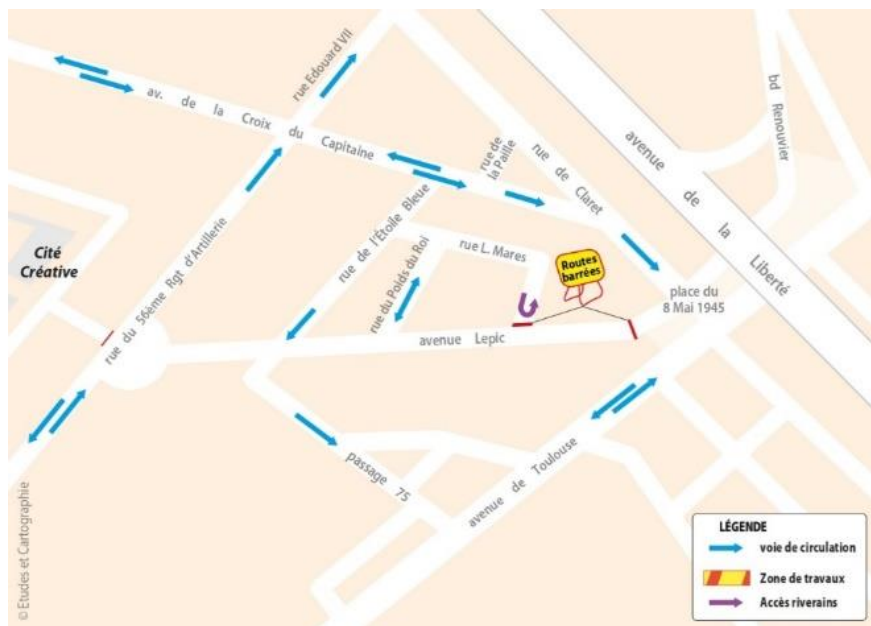 rue Edouard VII
av. de la Croix du Capitaine
rue de
la Paille
rue de Claret
avenue de la Liberté
bd Renouvier
Cité
Créative
rue du 56ème Rgt d'Artillerie
rue de l'Étoile Bleue
rue du Poids du Roi
rue L. Mares
Routes
barrées
place du
8 Mai 1945
avenue Lepic
passage 75
avenue de Toulouse
© Etudes et Cartographie
LÉGENDE
voie de circulation
Zone de travaux
Accès riverains